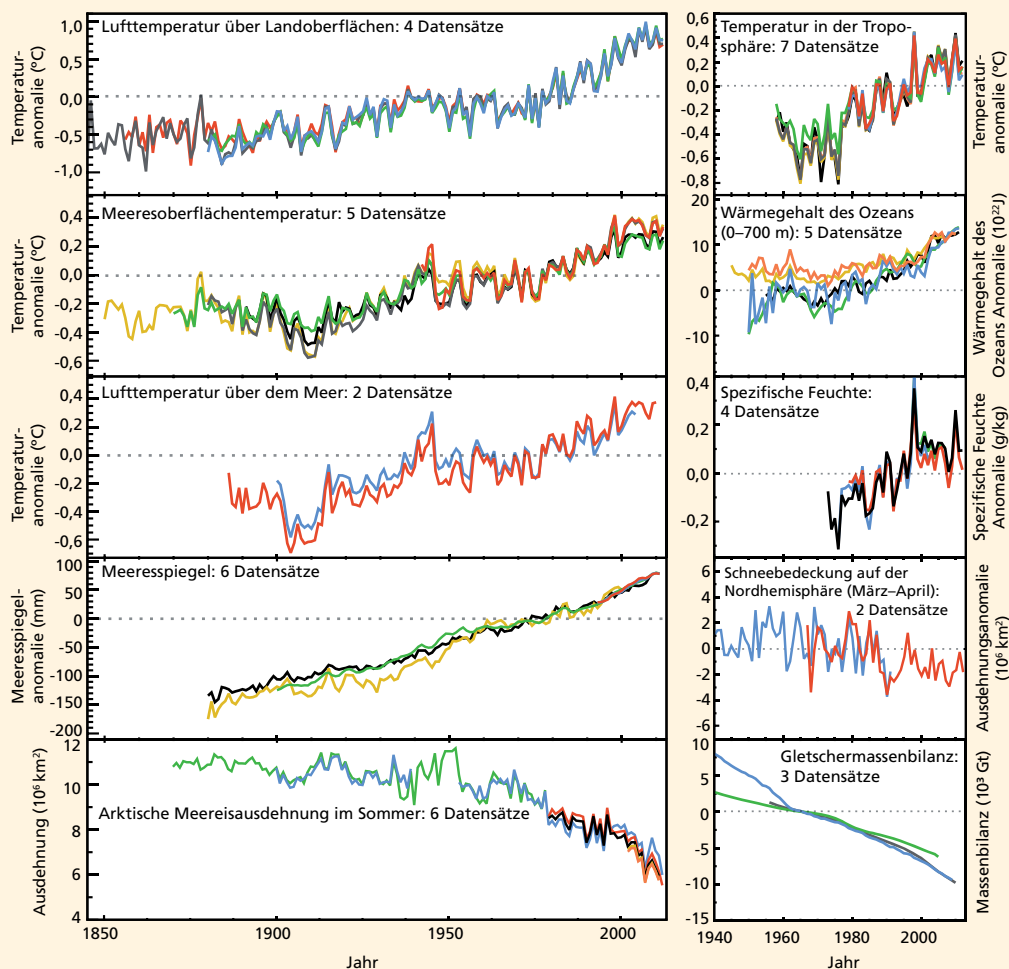 Lufttemperatur über Landoberflächen: 4 Datensätze
Temperatur-
anomalie (°C)
1,0
0,5
0,0
-0,5
-1,0
Meeresoberflächentemperatur: 5 Datensätze
Temperatur-
anomalie (°C)
0,4
0,2
0,0
-0,2
-0,4
-0,6
Lufttemperatur über dem Meer: 2 Datensätze
Temperatur-
anomalie (°C)
0,4
0,2
0,0
-0,2
-0,4
-0,6
Meeresspiegel: 6 Datensätze
Meeresspiegel-
anomalie (mm)
100
50
0
-50
-100
-150
-200
Arktische Meereisausdehnung im Sommer: 6 Datensätze
Ausdehnung (10⁶ km²)
12
10
8
6
4
1850
1900
1950
2000
Jahr
Temperatur in der Tropo-
sphäre: 7 Datensätze
Temperatur-
anomalie (°C)
0,6
0,4
0,2
0,0
-0,2
-0,4
-0,6
-0,8
Wärmegehalt des Ozeans
(0–700 m): 5 Datensätze
Wärmegehalt des
Ozeans Anomalie (10²²J)
20
10
0
-10
Spezifische Feuchte:
4 Datensätze
Spezifische Feuchte
Anomalie (g/kg)
0,4
0,2
0,0
-0,2
Schneebedeckung auf der
Nordhemisphäre (März–April):
2 Datensätze
Ausdehnungsanomalie
(10⁶ km²)
6
4
2
0
-2
-4
-6
Gletschermassenbilanz:
3 Datensätze
Massenbilanz (10³ Gt)
10
5
0
-5
-10
-15
1940
1960
1980
2000
Jahr